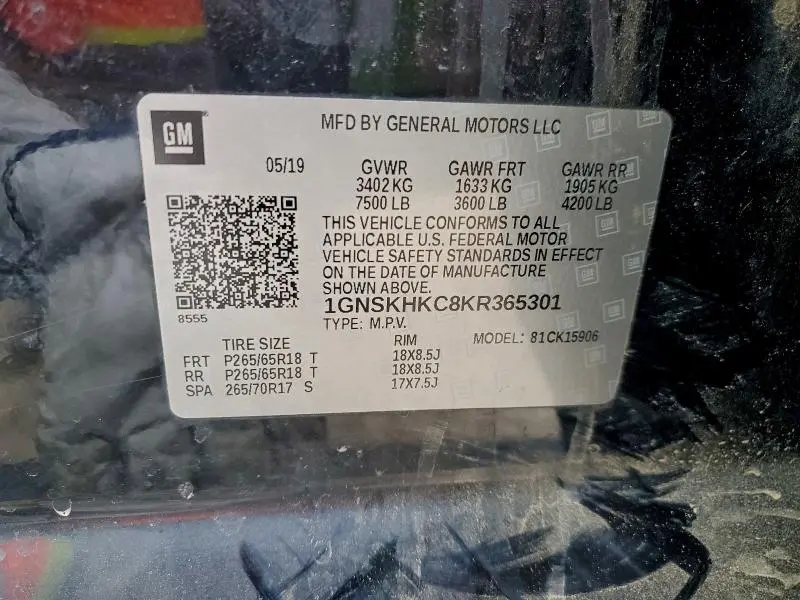 GM
MFD BY GENERAL MOTORS LLC
05/19 GVWR GAWR FRT GAWR RR
3402 KG 1633 KG 1905 KG
7500 LB 3600 LB 4200 LB
THIS VEHICLE CONFORMS TO ALL
APPLICABLE U.S. FEDERAL MOTOR
VEHICLE SAFETY STANDARDS IN EFFECT
ON THE DATE OF MANUFACTURE
SHOWN ABOVE.
1GNSKHKC8KR365301
8555
TYPE: M.P.V. MODEL: 81CK15906
TIRE SIZE RIM
FRT P265/65R18 T 18X8.5J
RR P265/65R18 T 18X8.5J
SPA 265/70R17 S 17X7.5J